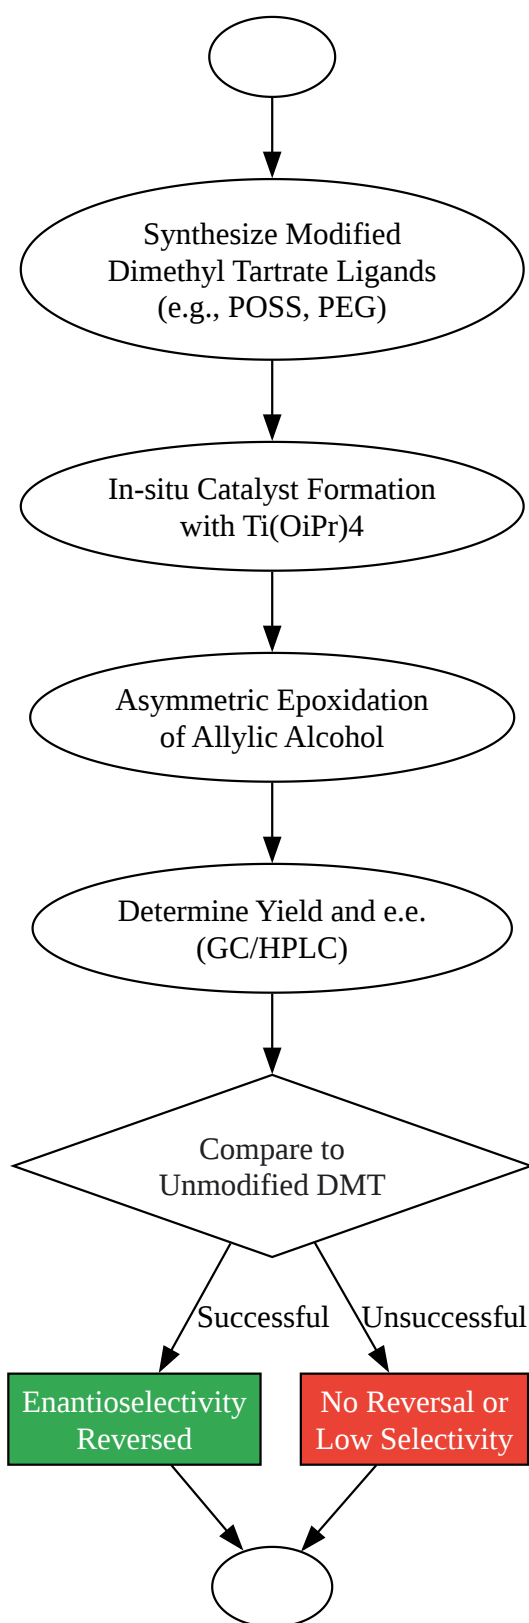 Synthesize Modified
Dimethyl Tartrate Ligands
(e.g., POSS, PEG)
In-situ Catalyst Formation
with Ti(OiPr)4
Asymmetric Epoxidation
of Allylic Alcohol
Determine Yield and e.e.
(GC/HPLC)
Compare to
Unmodified DMT
Successful
Unsuccessful
Enantioselectivity
Reversed
No Reversal or
Low Selectivity